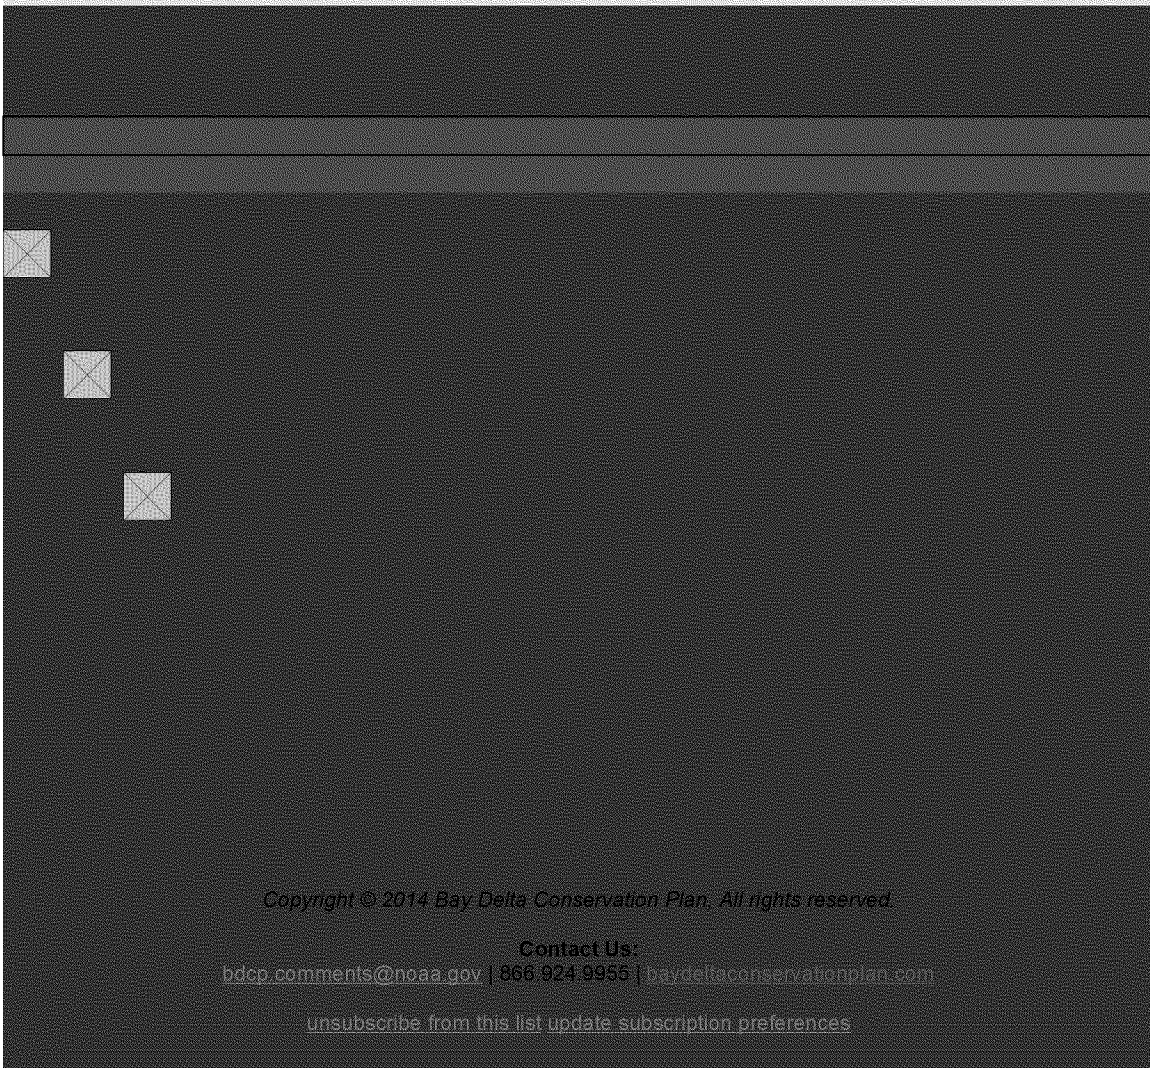 Copyright © 2014 Bay Delta Conservation Plan, All rights reserved.
Contact Us:
bdcp.comments@noaa.gov | 866.924.9955 | baydeltaconservationplan.com
unsubscribe from this list update subscription preferences